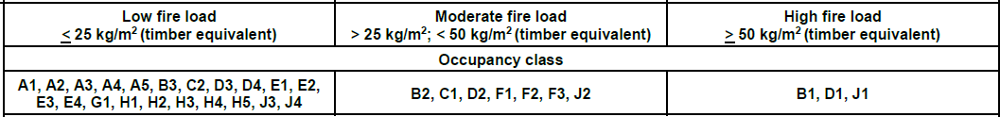 Low fire load
≤ 25 kg/m² (timber equivalent)
Moderate fire load
> 25 kg/m²; < 50 kg/m² (timber equivalent)
High fire load
≥ 50 kg/m² (timber equivalent)
Occupancy class
A1, A2, A3, A4, A5, B3, C2, D3, D4, E1, E2,
E3, E4, G1, H1, H2, H3, H4, H5, J3, J4
B2, C1, D2, F1, F2, F3, J2
B1, D1, J1